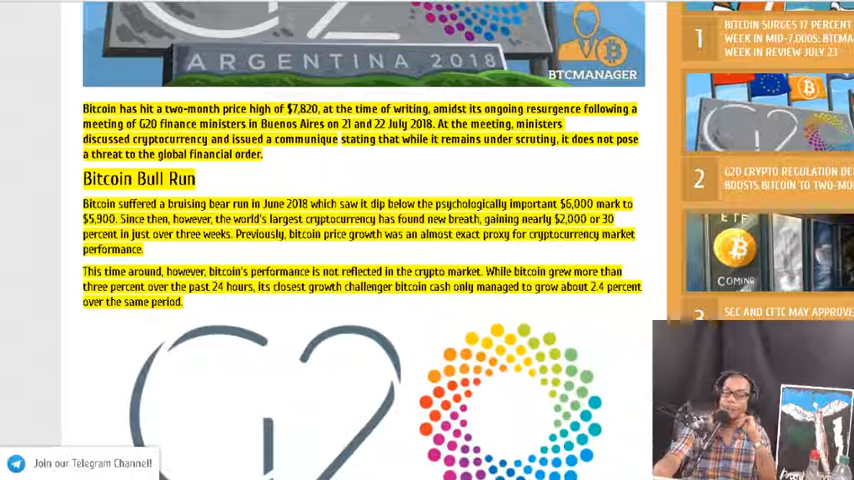 ARGENTINA 2018
BTCMANAGER
Bitcoin has hit a two-month price high of $7,820, at the time of writing, amidst its ongoing resurgence following a
meeting of G20 finance ministers in Buenos Aires on 21 and 22 July 2018. At the meeting, ministers
discussed cryptocurrency and issued a communique stating that while it remains under scrutiny, it does not pose
a threat to the global financial order.
Bitcoin Bull Run
Bitcoin suffered a bruising bear run in June 2018 which saw it dip below the psychologically important $6,000 mark to
$5,900. Since then, however, the world's largest cryptocurrency has found new breath, gaining nearly $2,000 or 30
percent in just over three weeks. Previously, bitcoin price growth was an almost exact proxy for cryptocurrency market
performance.
This time around, however, bitcoin's performance is not reflected in the crypto market. While bitcoin grew more than
three percent over the past 24 hours, its closest growth challenger bitcoin cash only managed to grow about 2.4 percent
over the same period.
G2
Join our Telegram Channel!
1
BITCOIN SURGES 17 PERCENT
WEEK IN MID-7,000S: BTCMA
WEEK IN REVIEW JULY 23
2
G20 CRYPTO REGULATION DE
BOOSTS BITCOIN TO TWO-MO
ETF
COMING
3
SEC AND CFTC MAY APPROVE